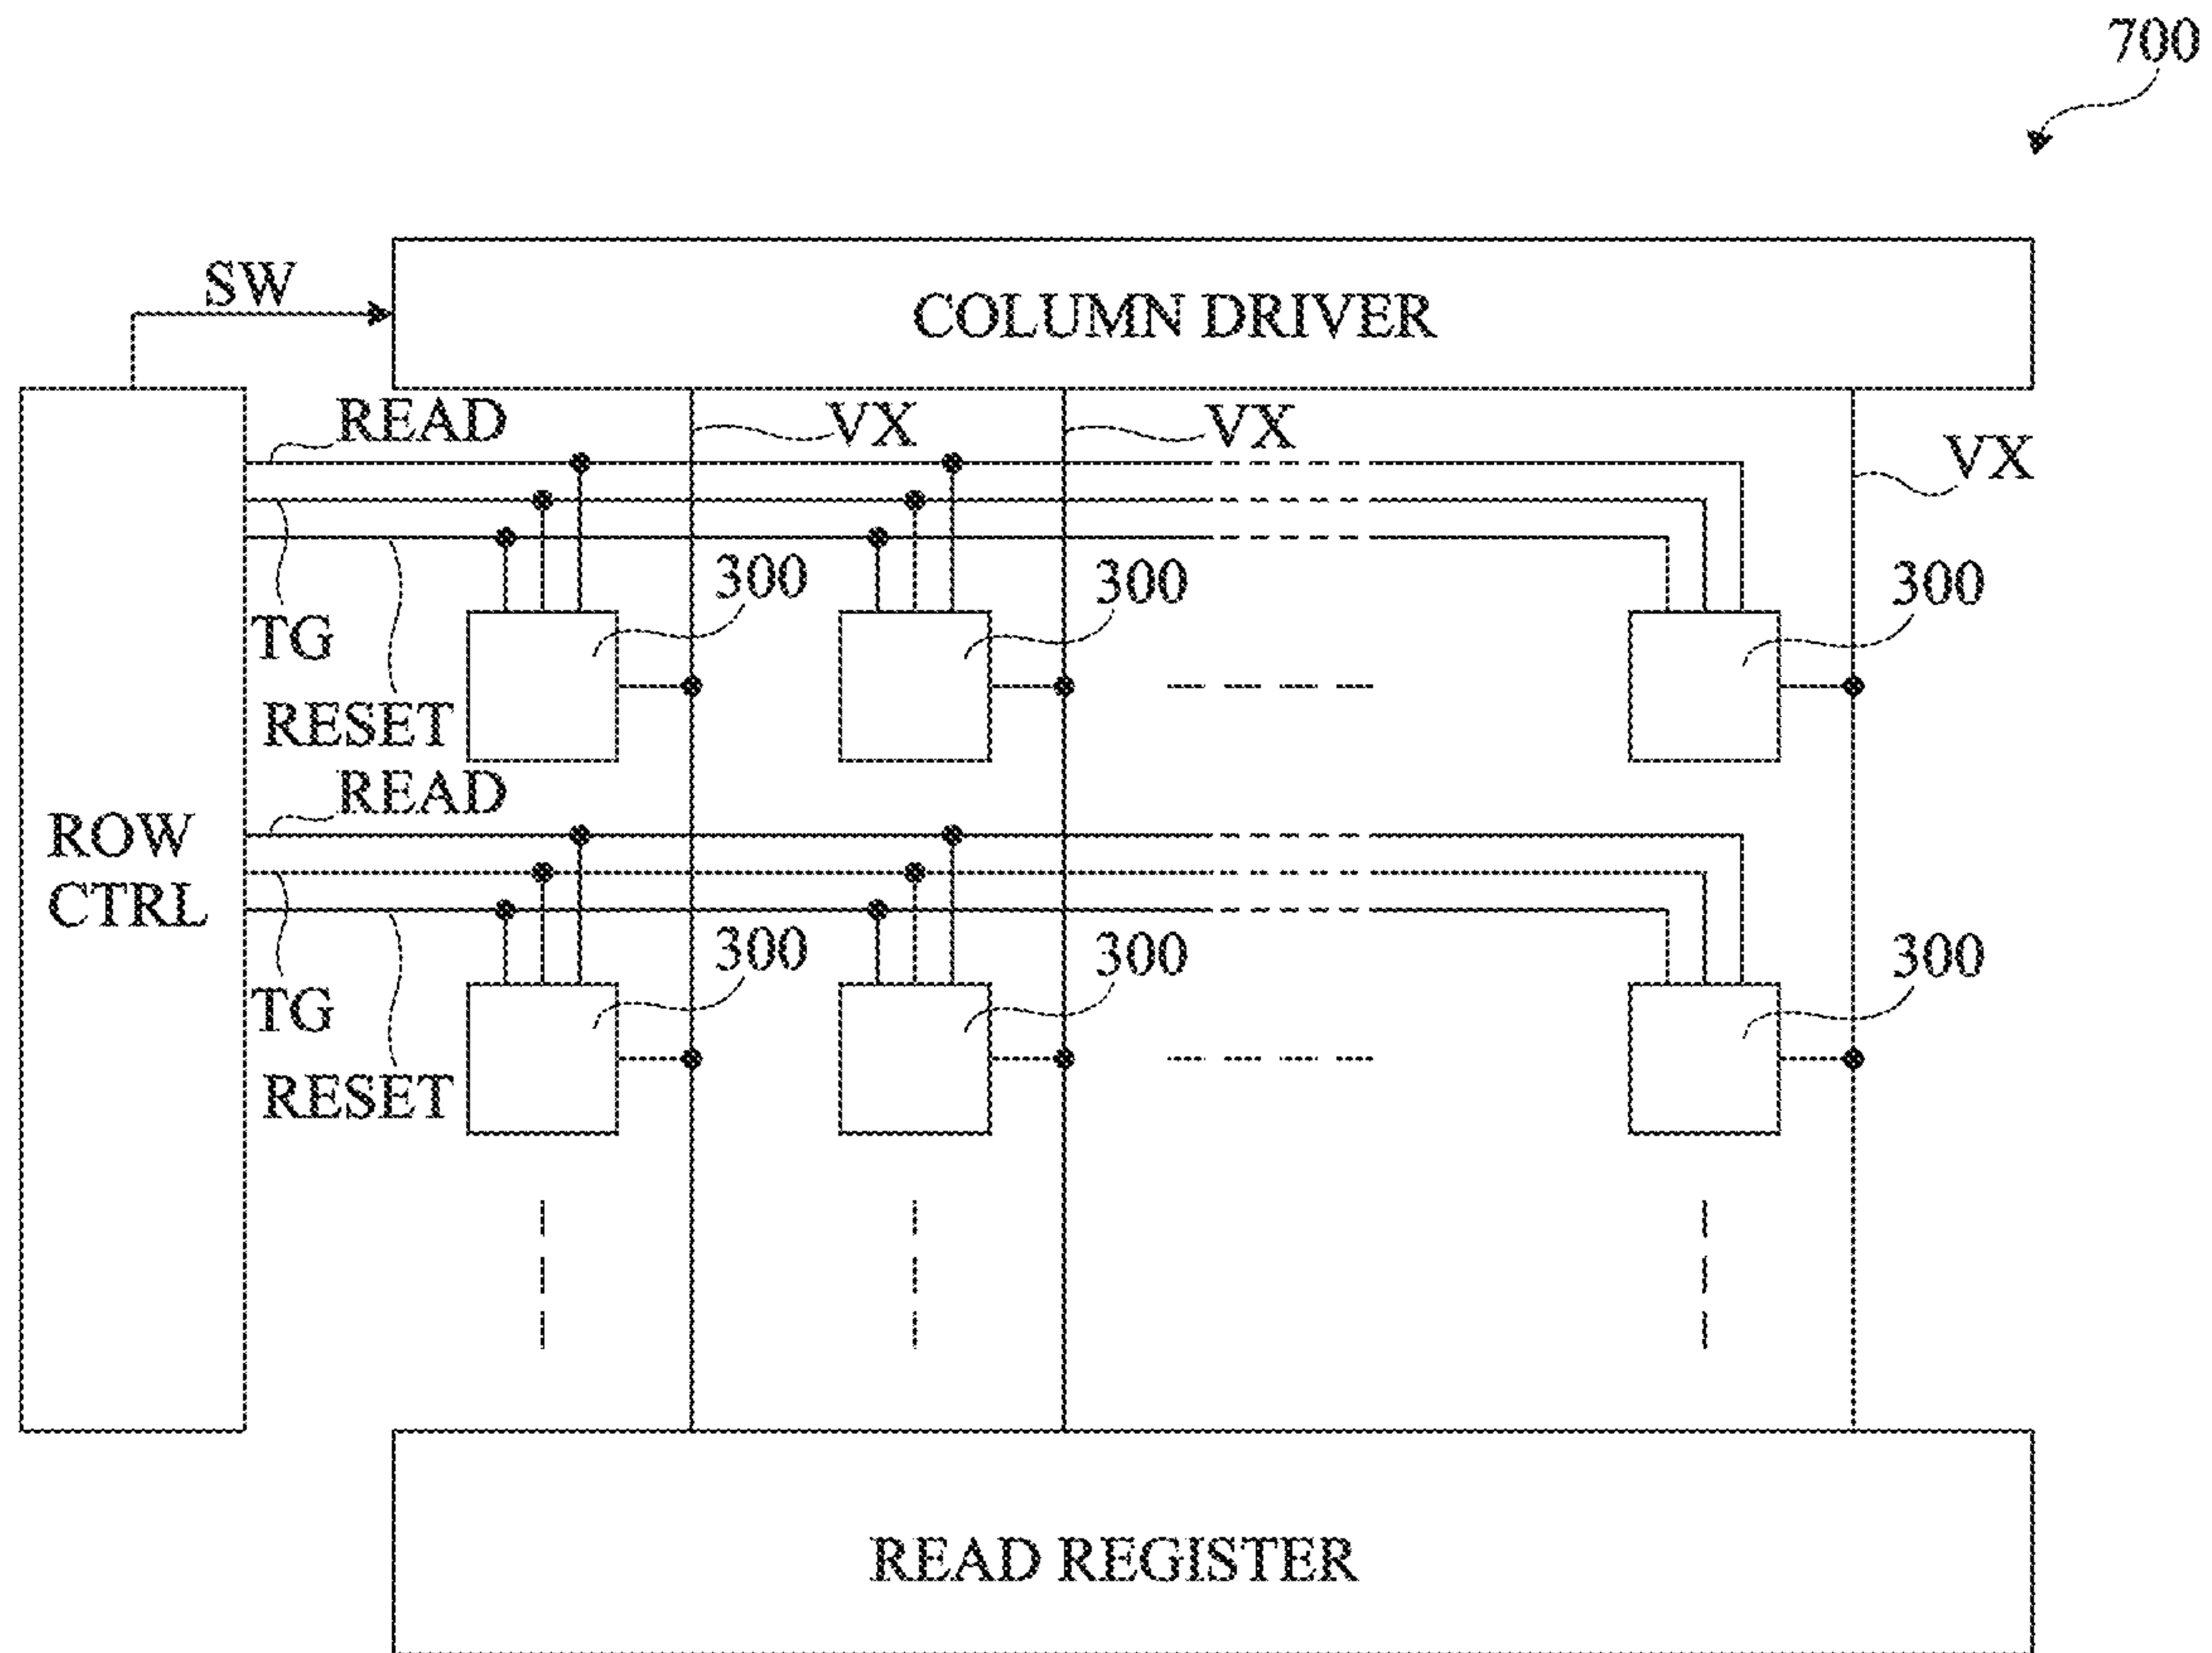 700
SW
COLUMN DRIVER
READ
VX
VX
VX
300
300
300
TG
RESET
READ
ROW
CTRL
300
300
300
TG
RESET
READ REGISTER